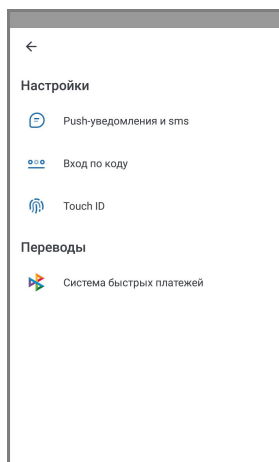 Настройки
Push-уведомления и sms
Вход по коду
Touch ID
Переводы
Система быстрых платежей